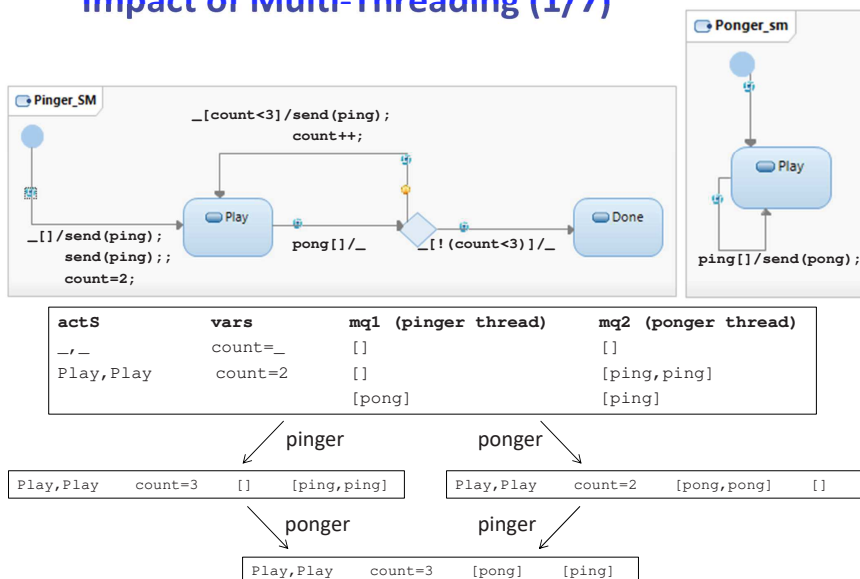 Impact of Multi-Threading (1/7)
Ponger_sm
Pinger_SM
_[count<3]/send(ping);
count++;
Play
Play
Done
_[]/send(ping);
send(ping);;
count=2;
pong[]/_
_[!(count<3)]/_
ping[]/send(pong);
actS vars mq1 (pinger thread) mq2 (ponger thread)
_,_ count=_ [] []
Play,Play count=2 [] [ping,ping]
[pong] [ping]
pinger ponger
Play,Play count=3 [] [ping,ping]
Play,Play count=2 [pong,pong] []
ponger pinger
Play,Play count=3 [pong] [ping]